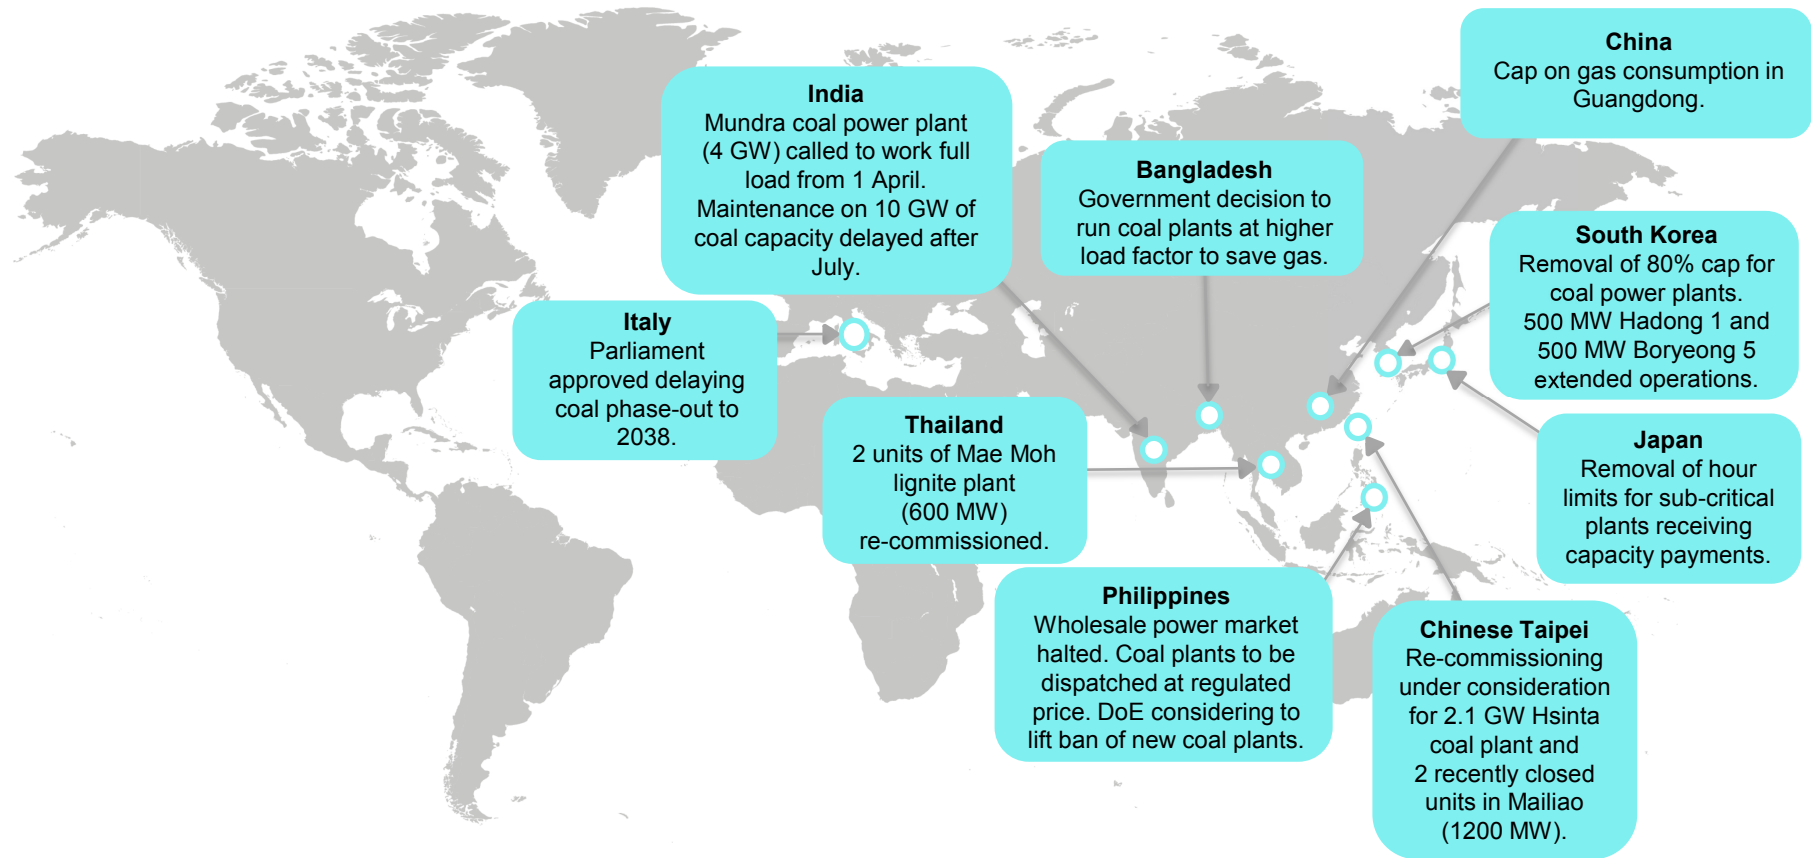 China
Cap on gas consumption in
Guangdong.
India
Mundra coal power plant
(4 GW) called to work full
load from 1 April.
Maintenance on 10 GW of
coal capacity delayed after
July.
Bangladesh
Government decision to
run coal plants at higher
load factor to save gas.
South Korea
Removal of 80% cap for
coal power plants.
500 MW Hadong 1 and
500 MW Boryeong 5
extended operations.
Italy
Parliament
approved delaying
coal phase-out to
2038.
Thailand
2 units of Mae Moh
lignite plant
(600 MW)
re-commissioned.
Japan
Removal of hour
limits for sub-critical
plants receiving
capacity payments.
Philippines
Wholesale power market
halted. Coal plants to be
dispatched at regulated
price. DoE considering to
lift ban of new coal plants.
Chinese Taipei
Re-commissioning
under consideration
for 2.1 GW Hsinta
coal plant and
2 recently closed
units in Mailiao
(1200 MW).